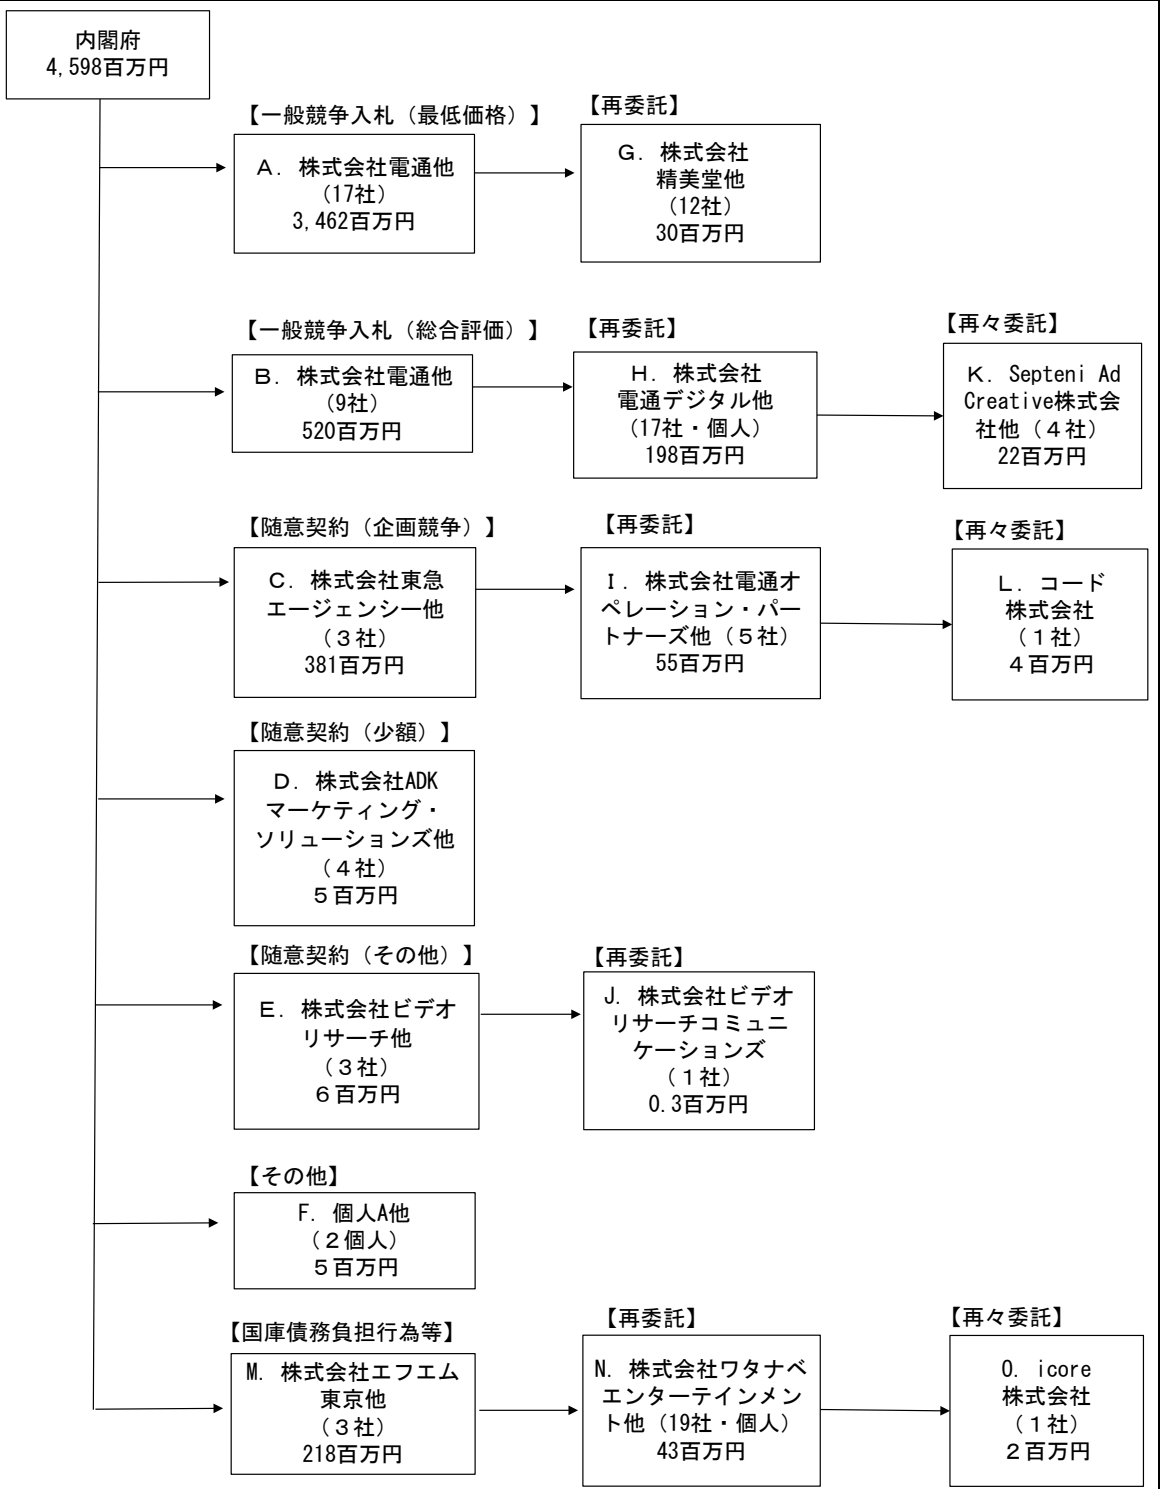 内閣府
4,598百万円
【一般競争入札（最低価格）】
A．株式会社電通他
(17社)
3,462百万円
【再委託】
G．株式会社
精美堂他
(12社)
30百万円
【一般競争入札（総合評価）】
B．株式会社電通他
(9社)
520百万円
【再委託】
H．株式会社
電通デジタル他
(17社・個人)
198百万円
【再々委託】
K．Septeni Ad
Creative株式会
社他（４社）
22百万円
【随意契約（企画競争）】
C．株式会社東急
エージェンシー他
（３社）
381百万円
【再委託】
I．株式会社電通オ
ペレーション・パー
トナーズ他（５社）
55百万円
【再々委託】
L．コード
株式会社
（１社）
４百万円
【随意契約（少額）】
D．株式会社ADK
マーケティング・
ソリューションズ他
（４社）
５百万円
【随意契約（その他）】
E．株式会社ビデオ
リサーチ他
（３社）
６百万円
【再委託】
J．株式会社ビデオ
リサーチコミュニ
ケーションズ
（１社）
0.3百万円
【その他】
F．個人A他
（２個人）
５百万円
【国庫債務負担行為等】
M．株式会社エフエム
東京他
（３社）
218百万円
【再委託】
N．株式会社ワタナベ
エンターテインメン
ト他（19社・個人）
43百万円
【再々委託】
O．icore
株式会社
（１社）
２百万円